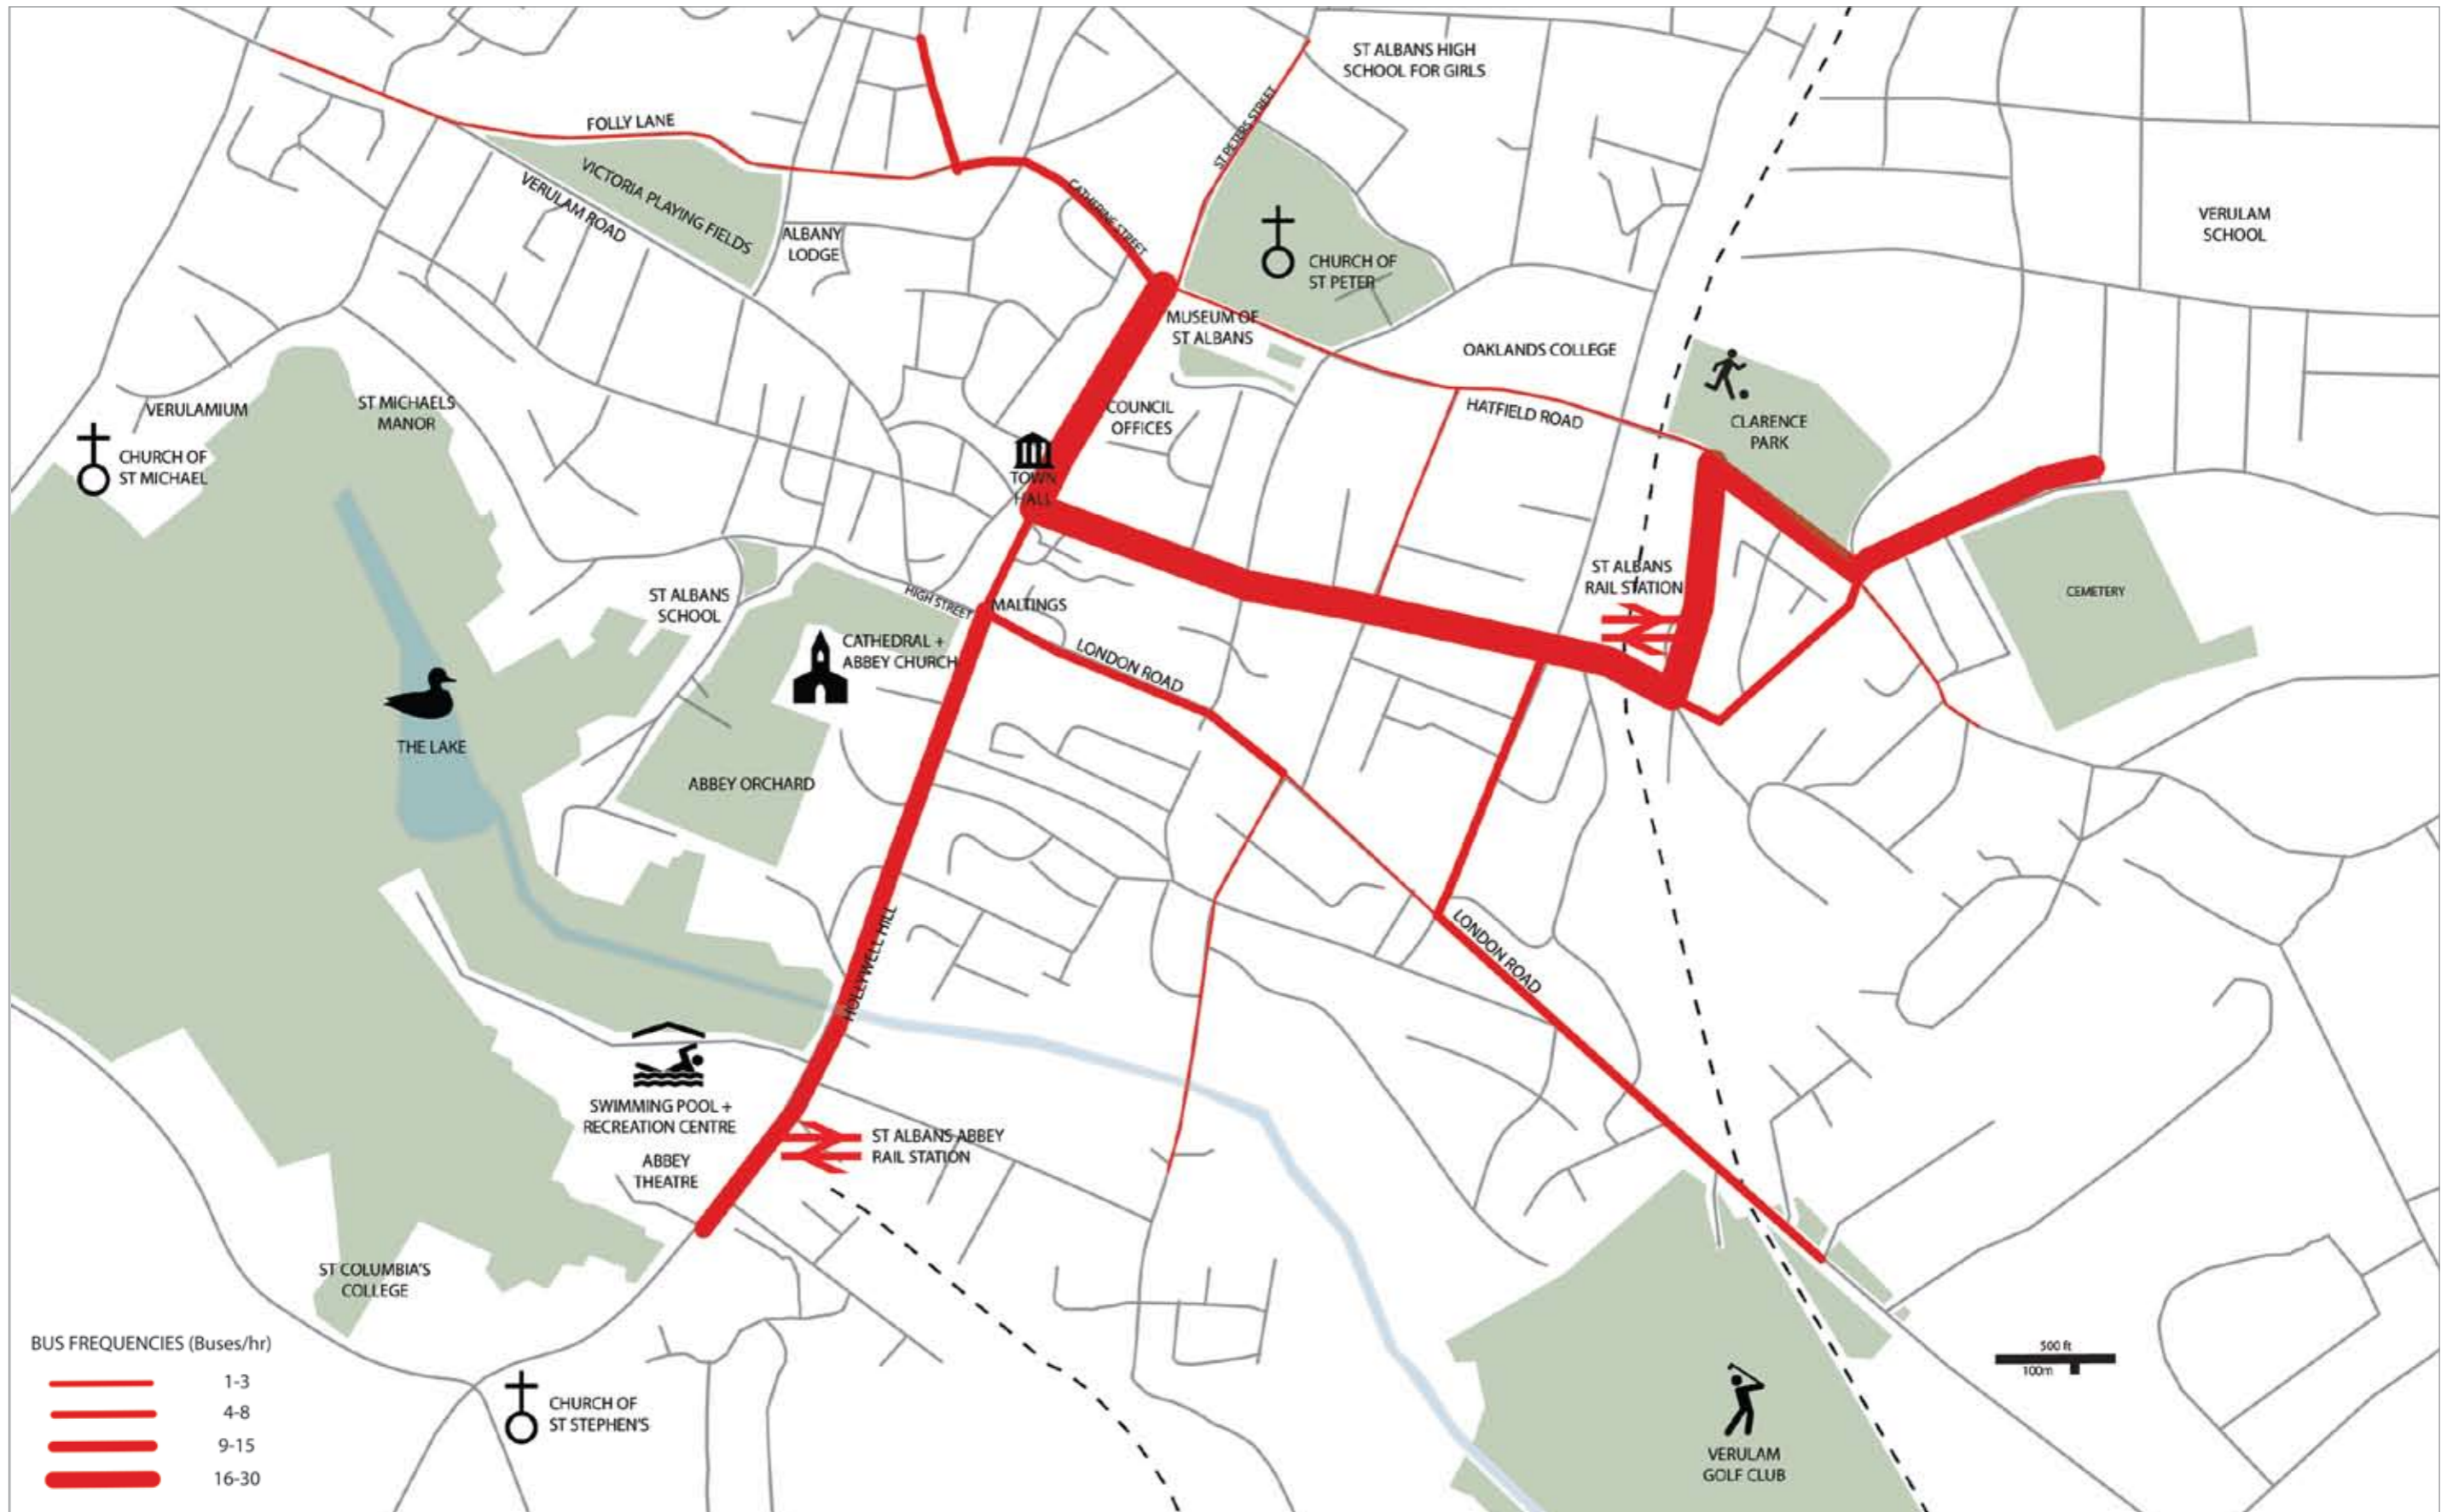 ST ALBANS HIGH
SCHOOL FOR GIRLS
FOLLY LANE
ST PETERS STREET
VICTORIA PLAYING FIELDS
VERULAM ROAD
CATHERINE STREET
ALBANY
LODGE
VERULAM
SCHOOL
CHURCH OF
ST PETER
MUSEUM OF
ST ALBANS
OAKLANDS COLLEGE
HATFIELD ROAD
CLARENCE
PARK
VERULAMIUM
ST MICHAELS
MANOR
COUNCIL
OFFICES
CHURCH OF
ST MICHAEL
TOWN
HALL
ST ALBANS
RAIL STATION
CEMETERY
ST ALBANS
SCHOOL
HIGH STREET
MALTINGS
CATHEDRAL +
ABBEY CHURCH
LONDON ROAD
THE LAKE
ABBEY ORCHARD
HOLLYWELL HILL
LONDON ROAD
SWIMMING POOL +
RECREATION CENTRE
ST ALBANS ABBEY
RAIL STATION
ABBEY
THEATRE
ST COLUMBIA'S
COLLEGE
CHURCH OF
ST STEPHEN'S
VERULAM
GOLF CLUB
500 ft
100m
BUS FREQUENCIES (Buses/hr)
1-3
4-8
9-15
16-30